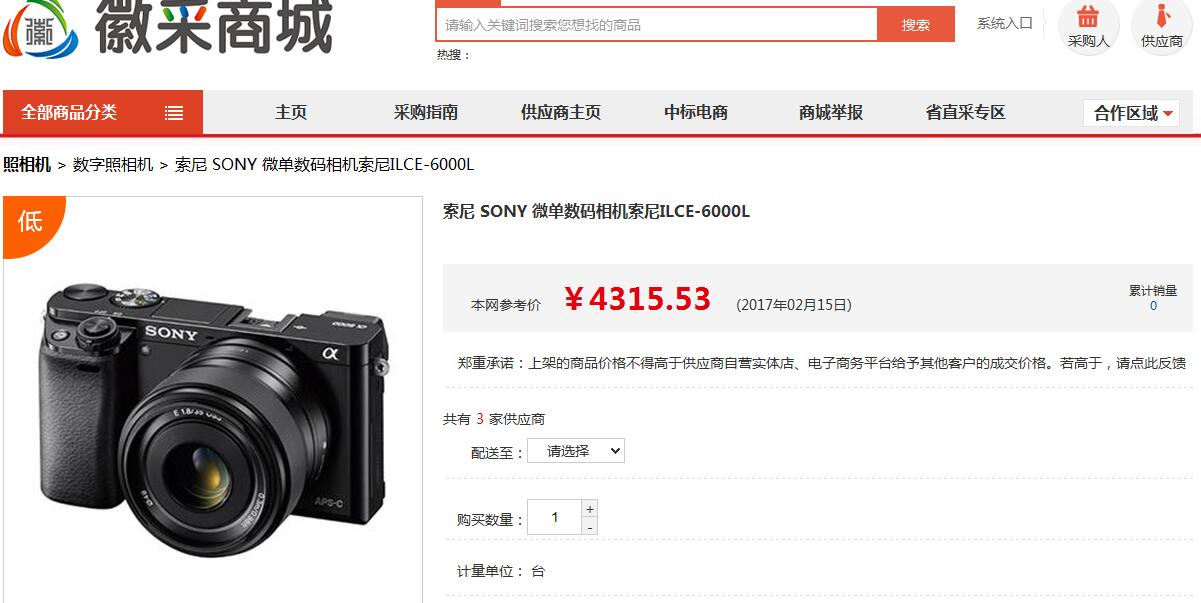 徽采商城
请输入关键词搜索您想找的商品
搜索
系统入口
采购人
供应商
热搜：
全部商品分类
主页
采购指南
供应商主页
中标电商
商城举报
省直采专区
合作区域
照相机 > 数字照相机 > 索尼 SONY 微单数码相机索尼ILCE-6000L
低
索尼 SONY 微单数码相机索尼ILCE-6000L
本网参考价 ¥4315.53 (2017年02月15日)
累计销量
0
郑重承诺：上架的商品价格不得高于供应商自营实体店、电子商务平台给予其他客户的成交价格。若高于，请点此反馈
共有 3 家供应商
配送至： 请选择
购买数量： 1 + -
计量单位： 台
SONY
α
E 1.8/35 OSS
APS-C